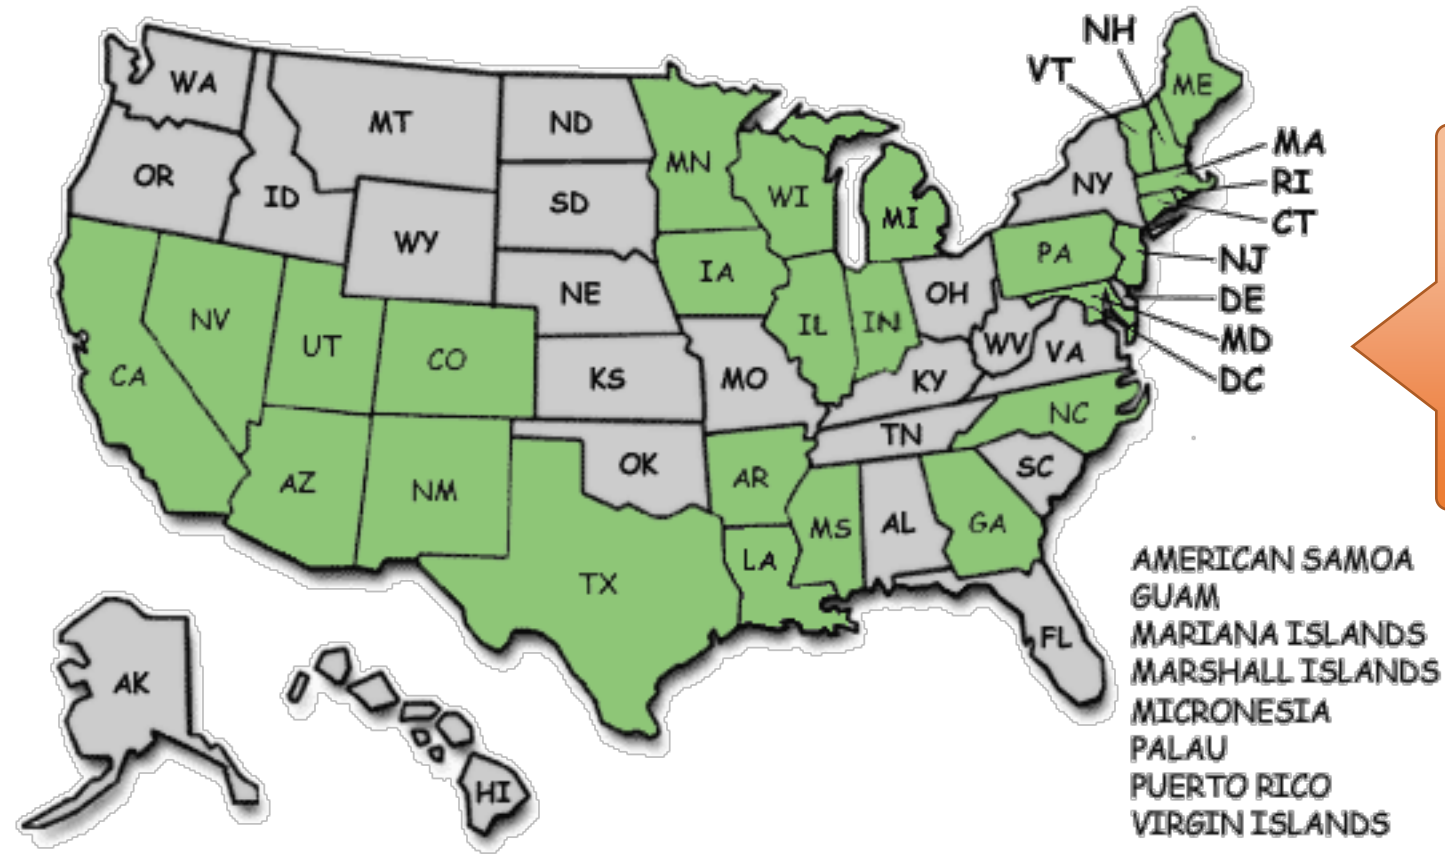 NH
VT
ME
WA
MT
ND
MN
MA
OR
ID
SD
WI
MI
NY
RI
CT
WY
PA
NJ
IA
NE
OH
DE
NV
IL
IN
MD
UT
CO
WV
VA
DC
CA
KS
MO
KY
NC
TN
OK
SC
AZ
NM
AR
MS
AL
GA
LA
TX
AMERICAN SAMOA
GUAM
MARIANA ISLANDS
FL
MARSHALL ISLANDS
AK
MICRONESIA
PALAU
HI
PUERTO RICO
VIRGIN ISLANDS